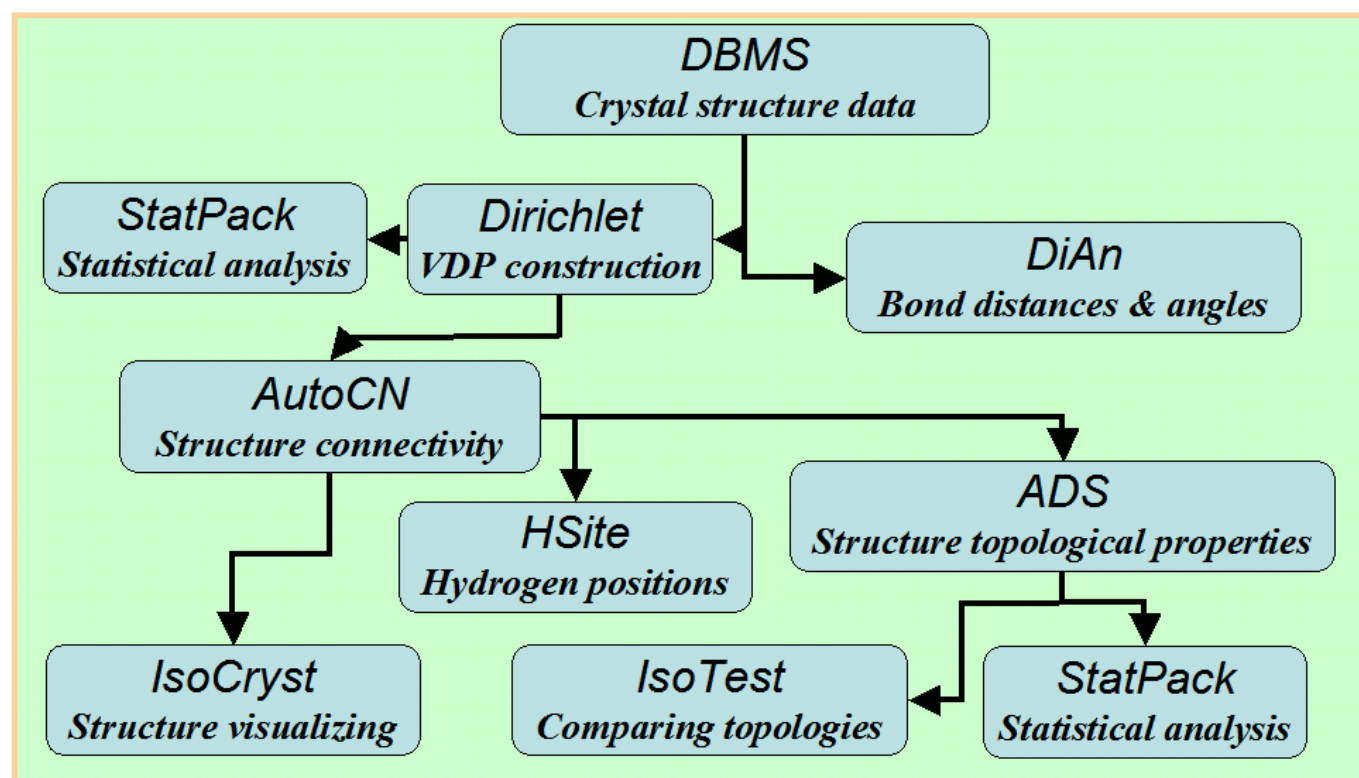 DBMS
Crystal structure data
StatPack
Statistical analysis
Dirichlet
VDP construction
DiAn
Bond distances & angles
AutoCN
Structure connectivity
HSite
Hydrogen positions
ADS
Structure topological properties
IsoCryst
Structure visualizing
IsoTest
Comparing topologies
StatPack
Statistical analysis